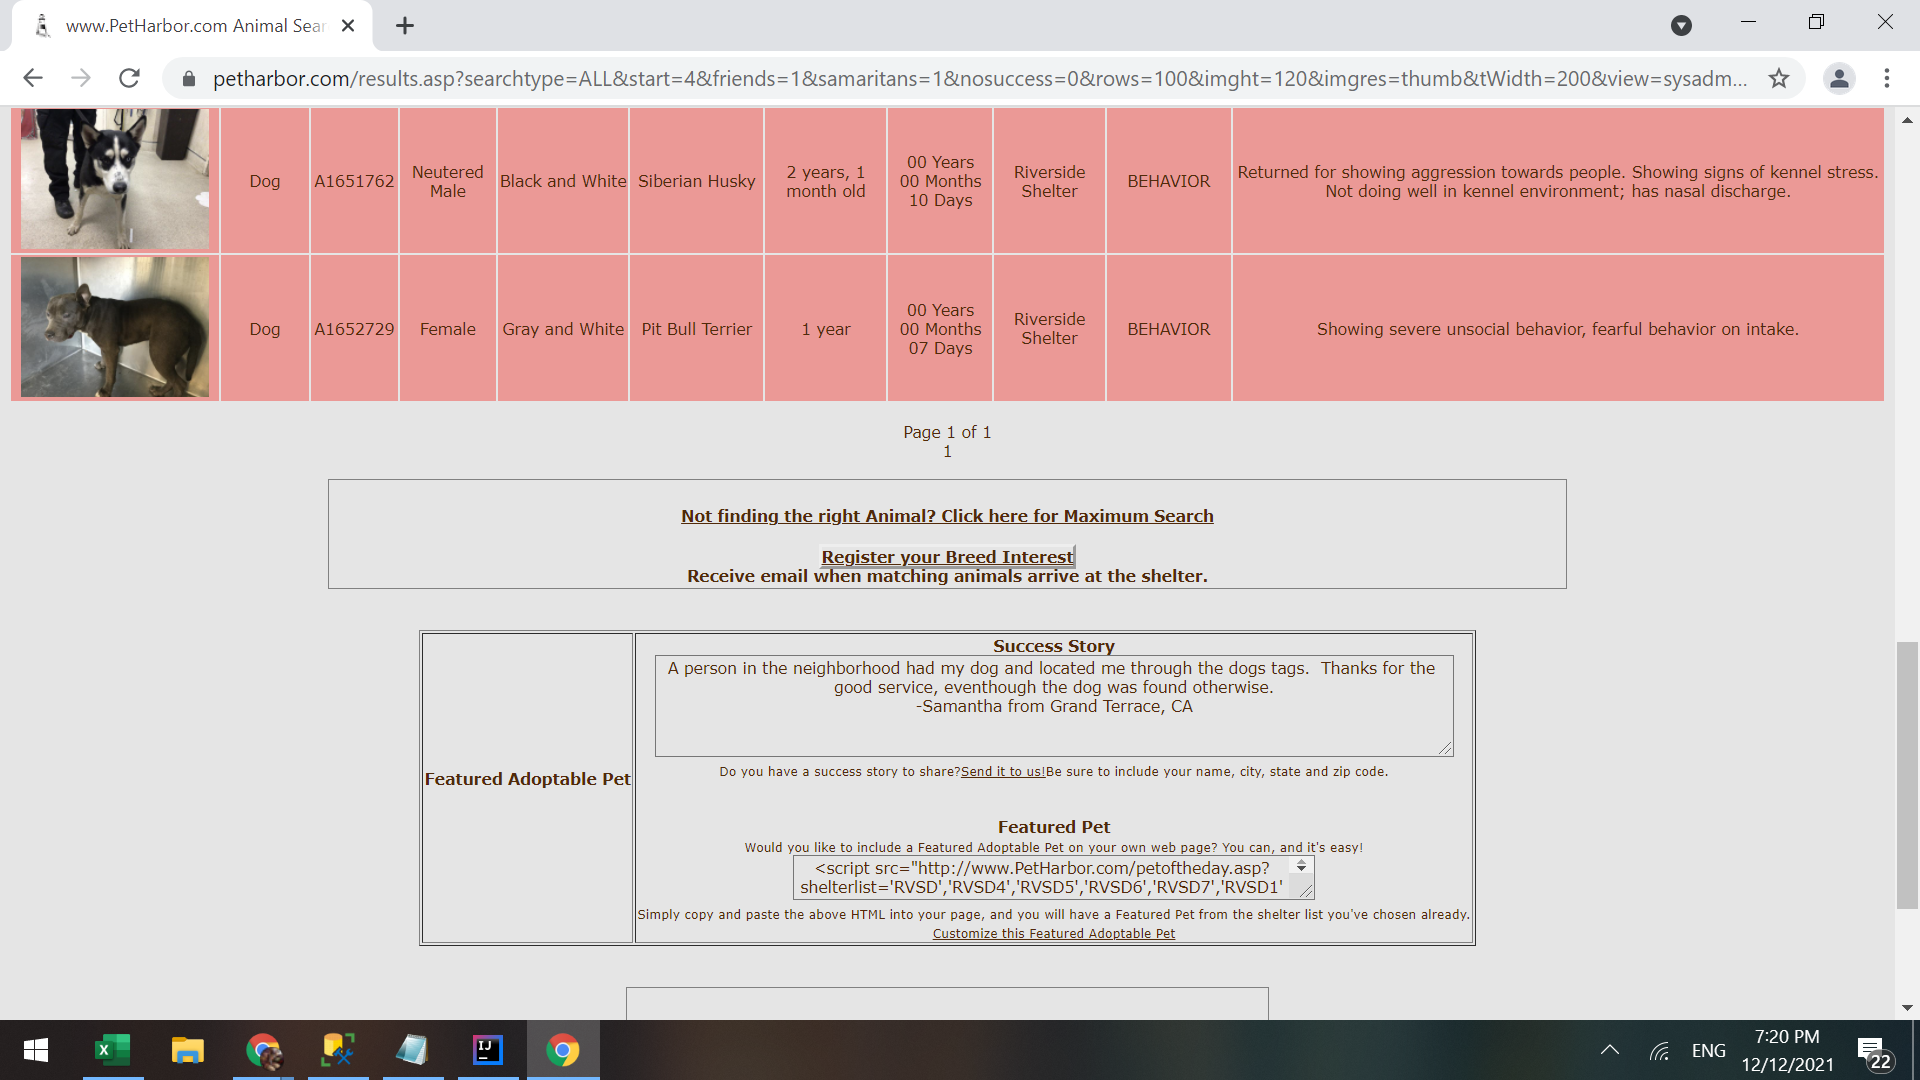 www.PetHarbor.com Animal Sear
petharbor.com/results.asp?searchtype=ALL&start=4&friends=1&samaritans=1&nosuccess=0&rows=100&imght=120&imgres=thumb&tWidth=200&view=sysadm...
Dog
A1651762
Neutered
Male
Black and White
Siberian Husky
2 years, 1
month old
00 Years
00 Months
10 Days
Riverside
Shelter
BEHAVIOR
Returned for showing aggression towards people. Showing signs of kennel stress.
Not doing well in kennel environment; has nasal discharge.
Dog
A1652729
Female
Gray and White
Pit Bull Terrier
1 year
00 Years
00 Months
07 Days
Riverside
Shelter
BEHAVIOR
Showing severe unsocial behavior, fearful behavior on intake.
Page 1 of 1
1
Not finding the right Animal? Click here for Maximum Search
Register your Breed Interest
Receive email when matching animals arrive at the shelter.
Featured Adoptable Pet
Success Story
A person in the neighborhood had my dog and located me through the dogs tags.  Thanks for the
good service, eventhough the dog was found otherwise.
-Samantha from Grand Terrace, CA
Do you have a success story to share?Send it to us!Be sure to include your name, city, state and zip code.
Featured Pet
Would you like to include a Featured Adoptable Pet on your own web page? You can, and it's easy!
<script src="http://www.PetHarbor.com/petoftheday.asp?
shelterlist='RVSD','RVSD4','RVSD5','RVSD6','RVSD7','RVSD1'
Simply copy and paste the above HTML into your page, and you will have a Featured Pet from the shelter list you've chosen already.
Customize this Featured Adoptable Pet
X
IJ
ENG
7:20 PM
12/12/2021
22